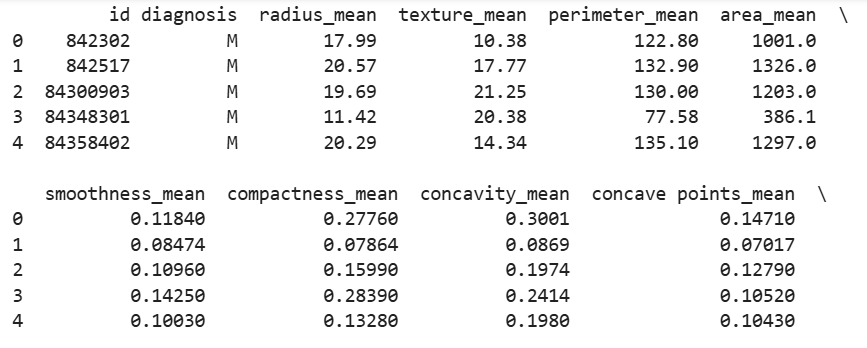 id diagnosis radius_mean texture_mean perimeter_mean area_mean \
0 842302 M 17.99 10.38 122.80 1001.0
1 842517 M 20.57 17.77 132.90 1326.0
2 84300903 M 19.69 21.25 130.00 1203.0
3 84348301 M 11.42 20.38 77.58 386.1
4 84358402 M 20.29 14.34 135.10 1297.0
smoothness_mean compactness_mean concavity_mean concave points_mean \
0 0.11840 0.27760 0.3001 0.14710
1 0.08474 0.07864 0.0869 0.07017
2 0.10960 0.15990 0.1974 0.12790
3 0.14250 0.28390 0.2414 0.10520
4 0.10030 0.13280 0.1980 0.10430